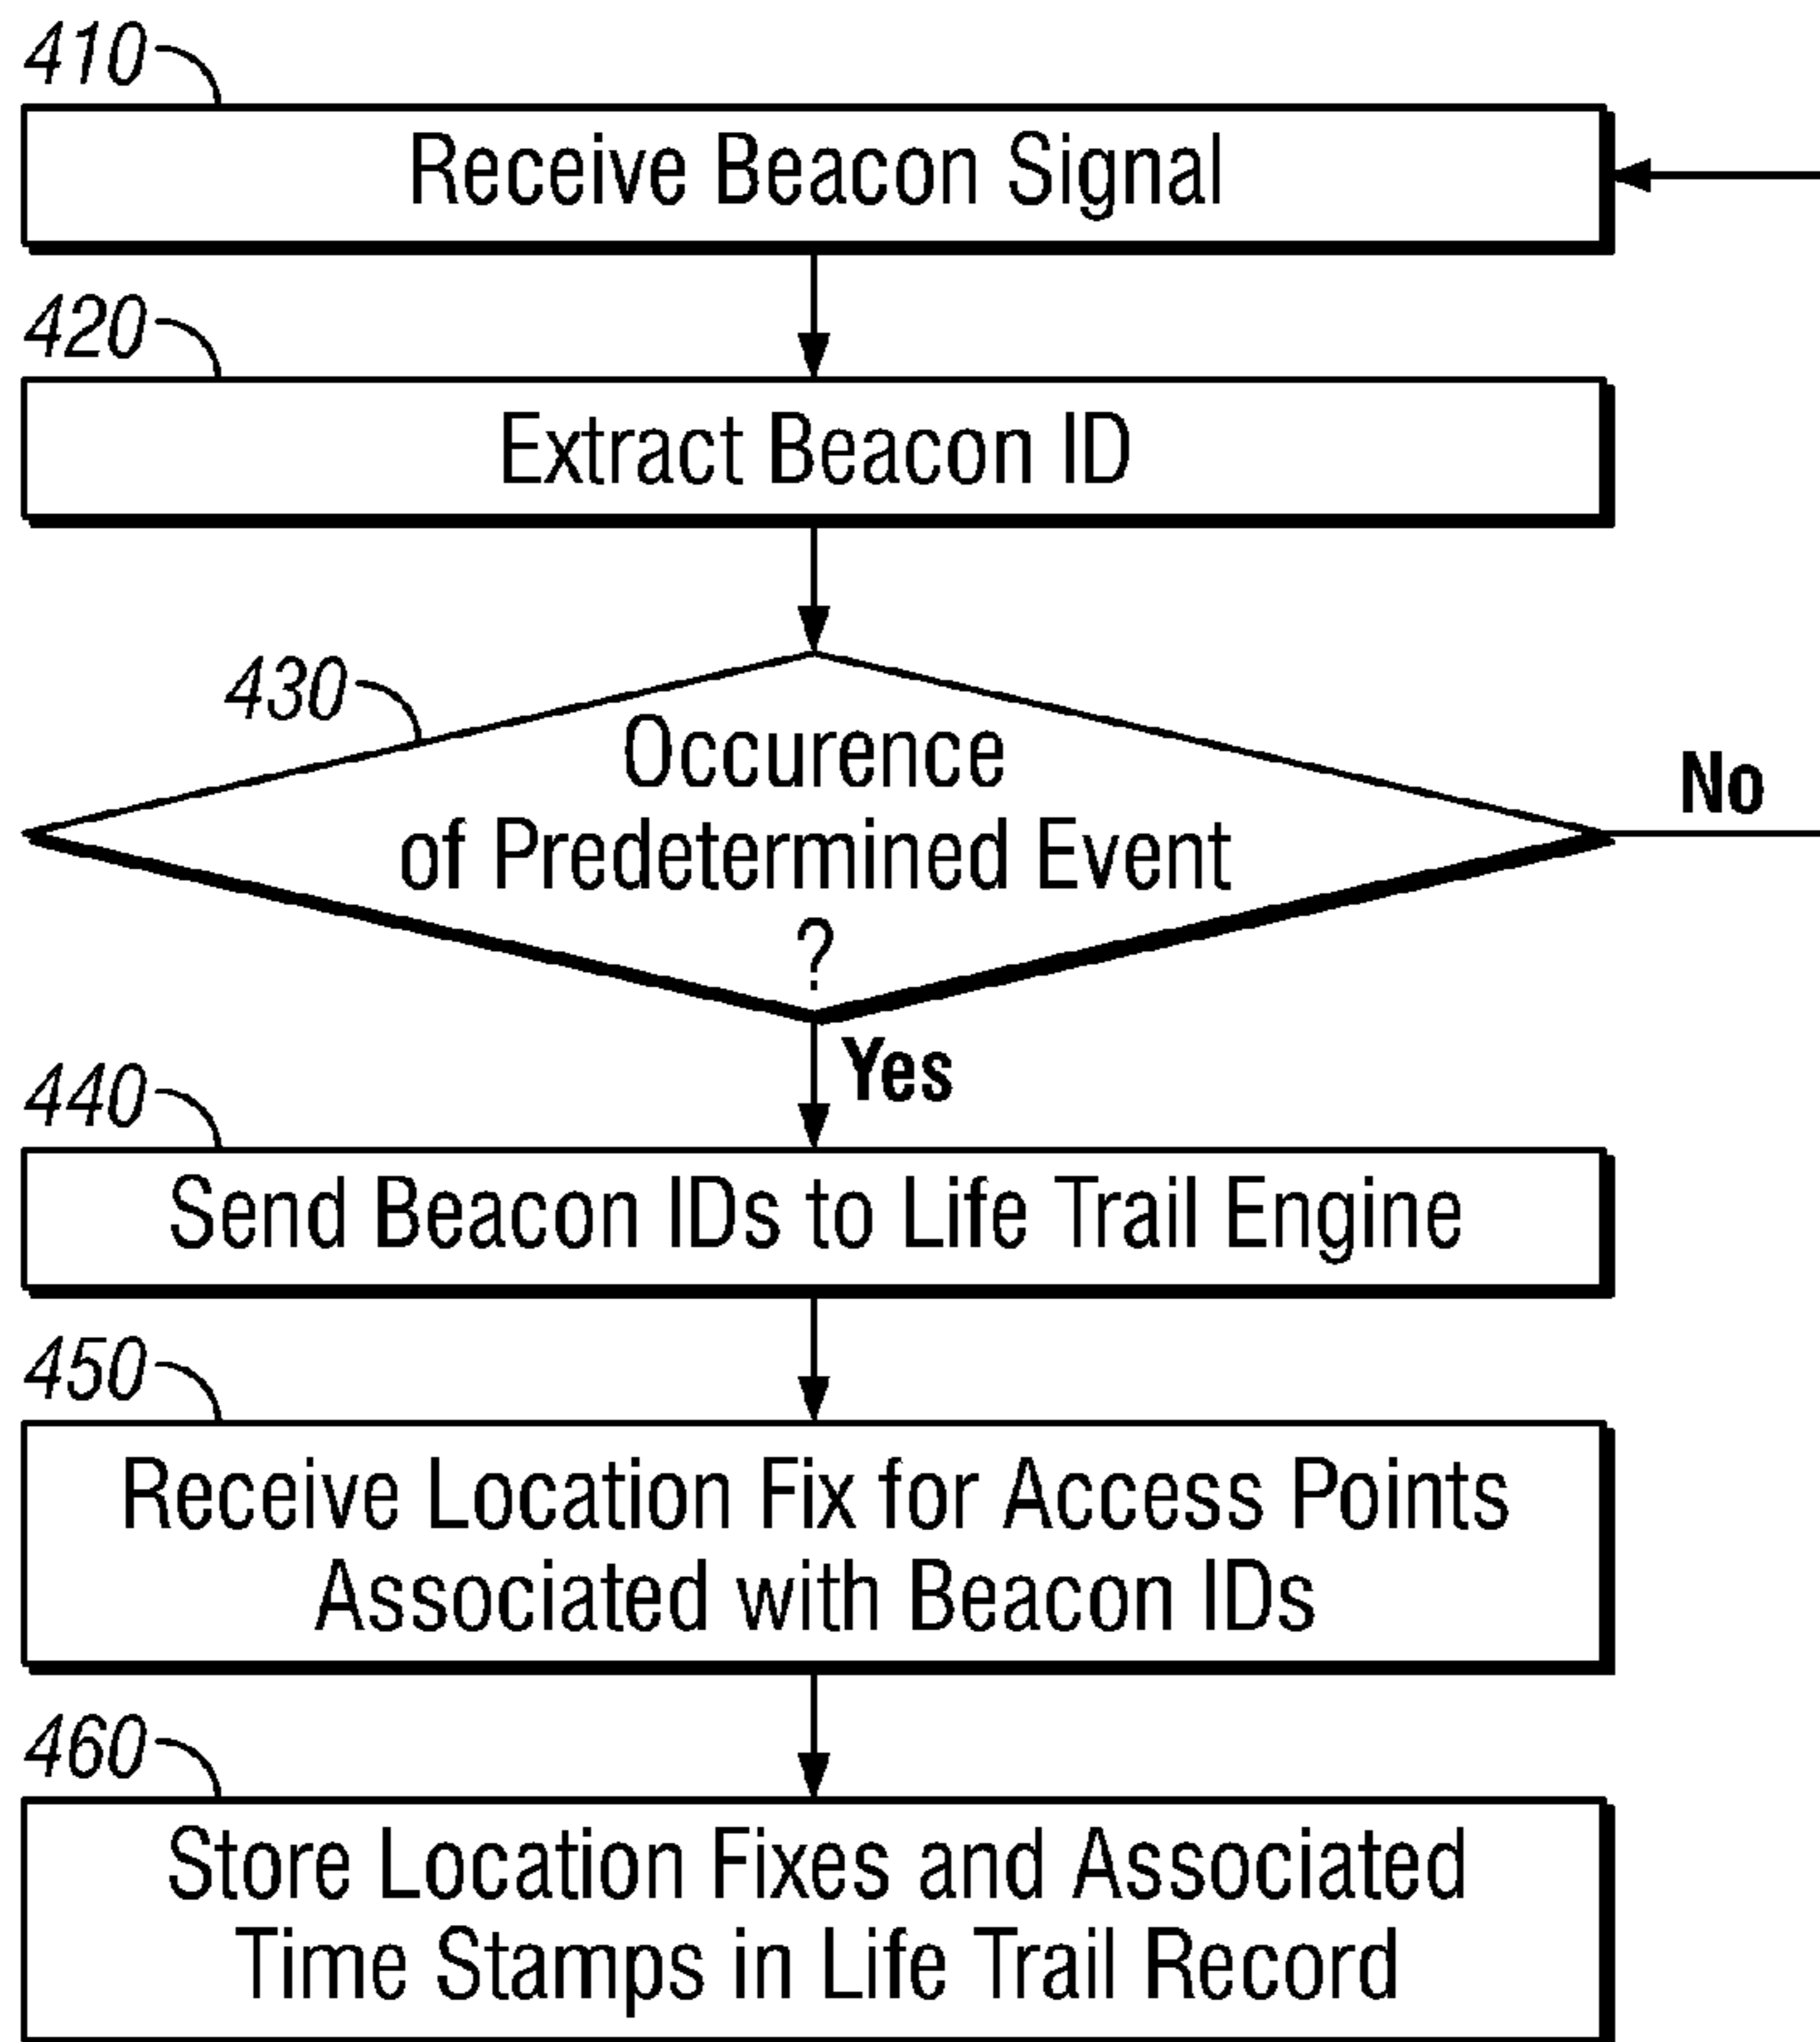 410
Receive Beacon Signal
420
Extract Beacon ID
430
Occurence
of Predetermined Event
?
No
Yes
440
Send Beacon IDs to Life Trail Engine
450
Receive Location Fix for Access Points
Associated with Beacon IDs
460
Store Location Fixes and Associated
Time Stamps in Life Trail Record